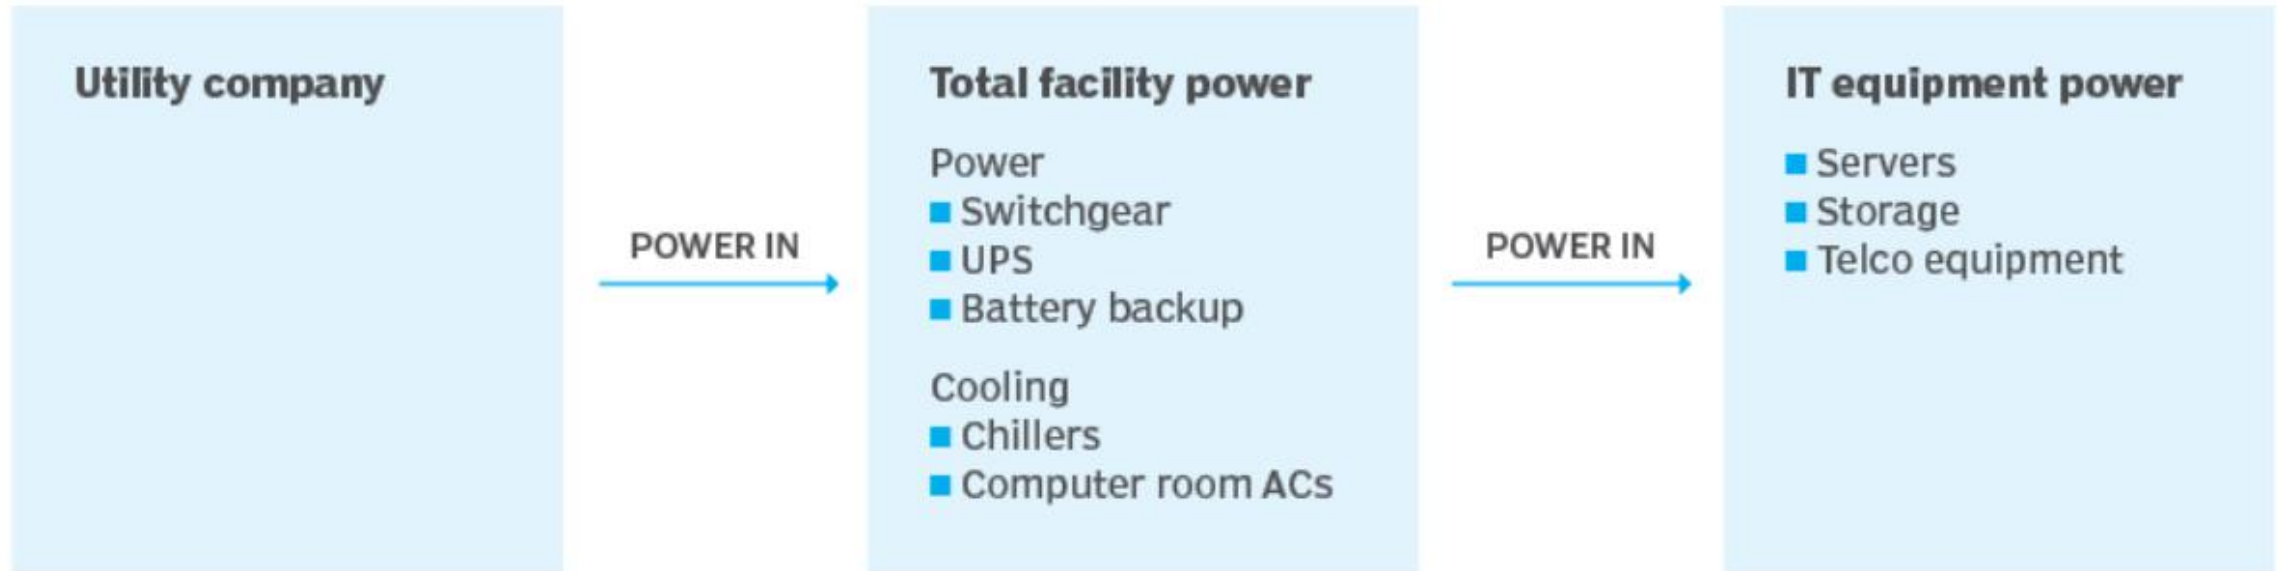 Utility company
POWER IN
Total facility power
Power
Switchgear
UPS
Battery backup
Cooling
Chillers
Computer room ACs
POWER IN
IT equipment power
Servers
Storage
Telco equipment